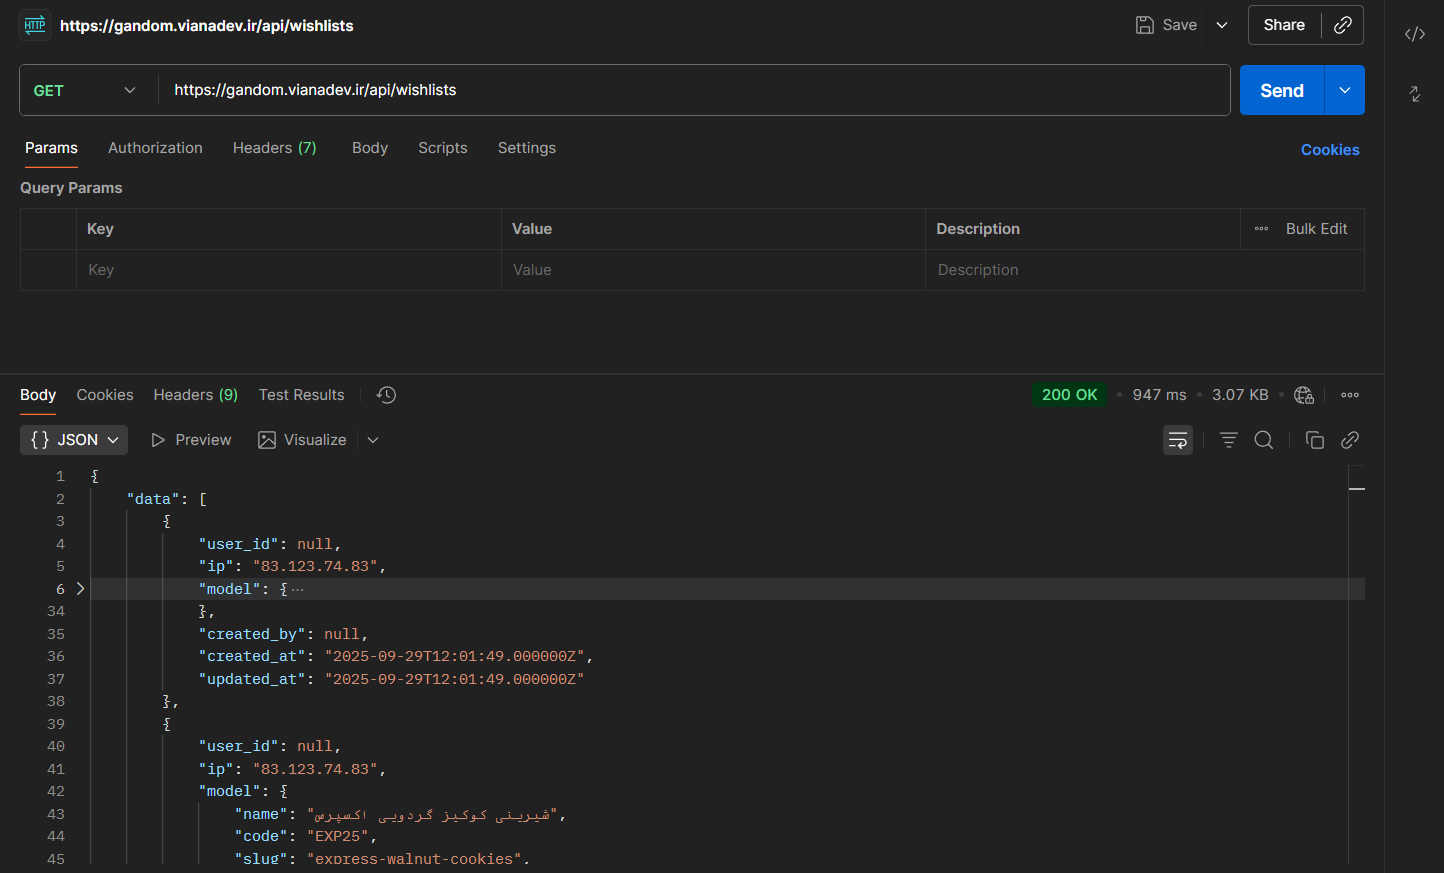 HTTP https://gandom.vianadev.ir/api/wishlists Save Share
GET https://gandom.vianadev.ir/api/wishlists Send
Params Authorization Headers (7) Body Scripts Settings Cookies
Query Params
Key Value Description Bulk Edit
Key Value Description
Body Cookies Headers (9) Test Results 200 OK • 947 ms • 3.07 KB •
{} JSON Preview Visualize
1 {
2 "data": [
3 {
4 "user_id": null,
5 "ip": "83.123.74.83",
6 "model": {···
34 },
35 "created_by": null,
36 "created_at": "2025-09-29T12:01:49.000000Z",
37 "updated_at": "2025-09-29T12:01:49.000000Z"
38 },
39 {
40 "user_id": null,
41 "ip": "83.123.74.83",
42 "model": {
43 "name": "شیرینی کوکیز گردویی اکسپرس",
44 "code": "EXP25",
45 "slug": "express-walnut-cookies",